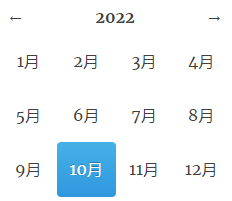 ← 2022 →
1月 2月 3月 4月
5月 6月 7月 8月
9月 10月 11月 12月